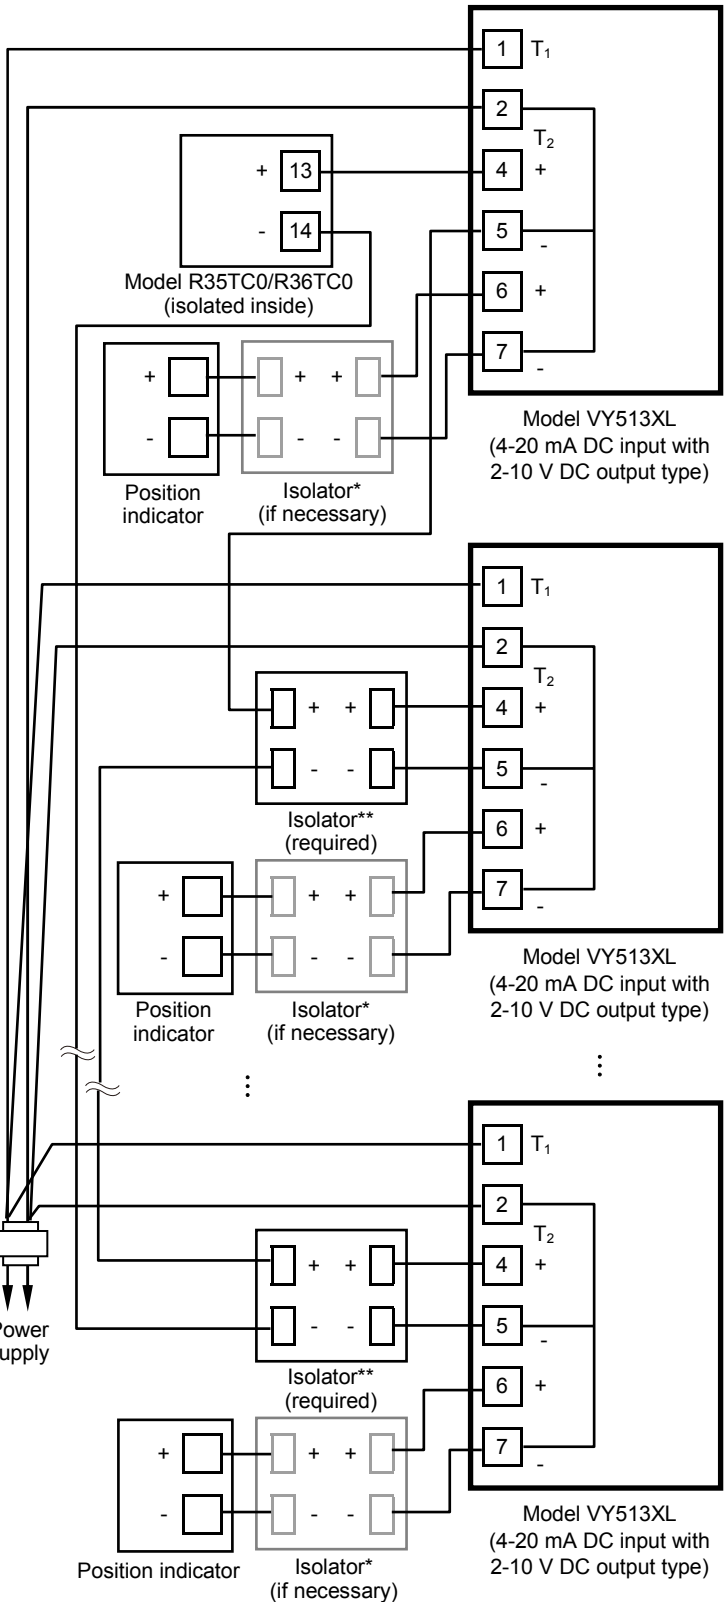 1 T₁
2
T₂
+ 13 4 +
- 14 5 -
Model R35TC0/R36TC0
(isolated inside)
6 +
7 -
+ + +
- - -
Position
indicator
Isolator*
(if necessary)
Model VY513XL
(4-20 mA DC input with
2-10 V DC output type)
1 T₁
2
T₂
+ + 4 +
- - 5 -
Isolator**
(required)
6 +
7 -
+ + +
- - -
Position
indicator
Isolator*
(if necessary)
Model VY513XL
(4-20 mA DC input with
2-10 V DC output type)
⋮ ⋮
1 T₁
2
T₂
+ + 4 +
- - 5 -
Isolator**
(required)
6 +
7 -
+ + +
- - -
Position indicator
Isolator*
(if necessary)
Model VY513XL
(4-20 mA DC input with
2-10 V DC output type)
ower
upply